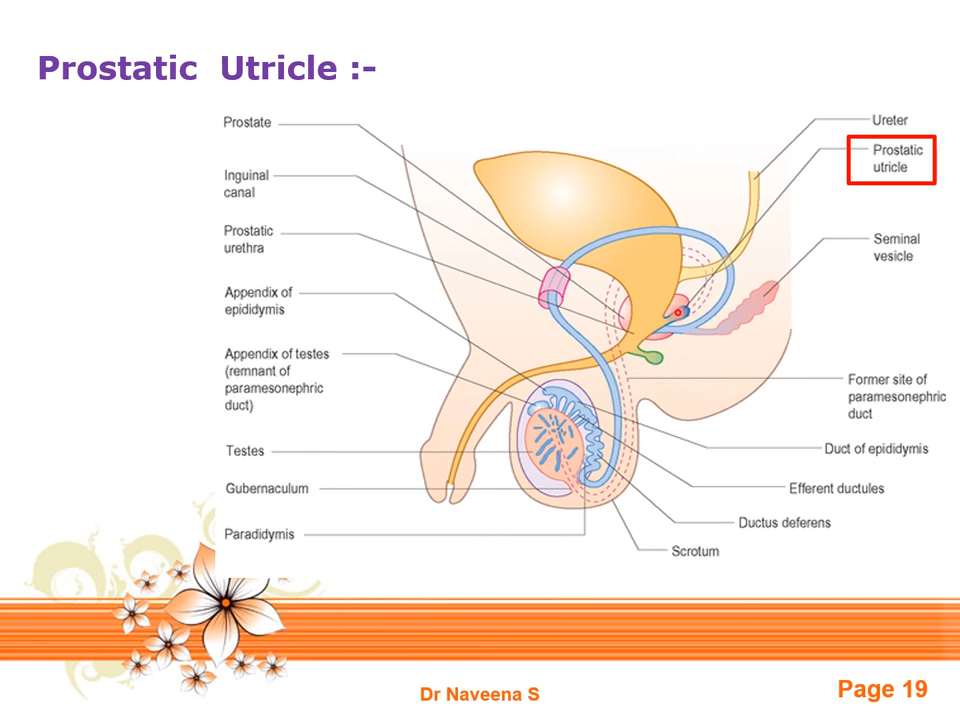 Prostatic  Utricle :-
Prostate
Inguinal
canal
Prostatic
urethra
Appendix of
epididymis
Appendix of testes
(remnant of
paramesonephric
duct)
Testes
Gubernaculum
Paradidymis
Ureter
Prostatic
utricle
Seminal
vesicle
Former site of
paramesonephric
duct
Duct of epididymis
Efferent ductules
Ductus deferens
Scrotum
Dr Naveena S
Page 19